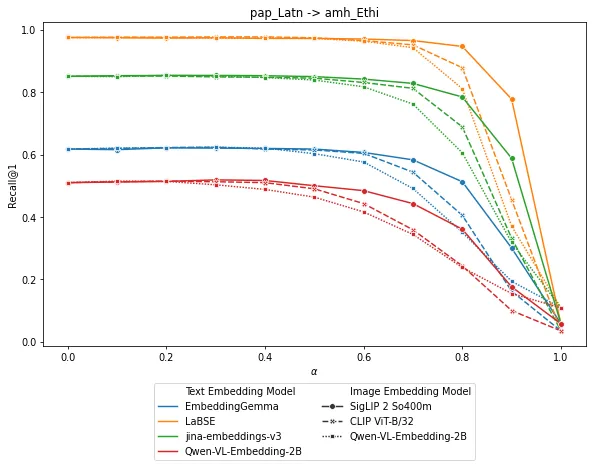 pap_Latn -> amh_Ethi
Recall@1
1.0
0.8
0.6
0.4
0.2
0.0
0.0 0.2 0.4 0.6 0.8 1.0
α
Text Embedding Model
EmbeddingGemma
LaBSE
jina-embeddings-v3
Qwen-VL-Embedding-2B
Image Embedding Model
SigLIP 2 So400m
CLIP ViT-B/32
Qwen-VL-Embedding-2B